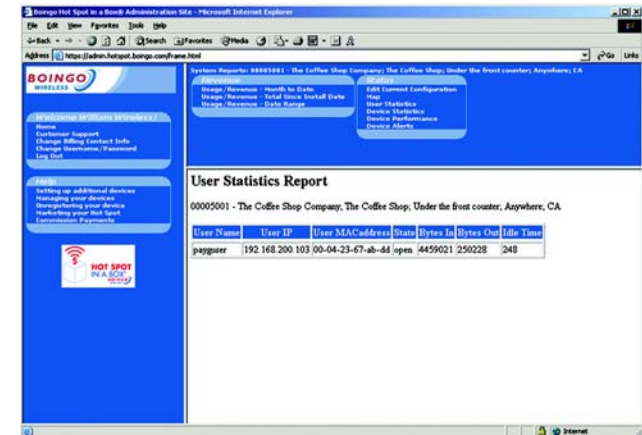 Boingo Hot Spot in a Box® Administration Site - Microsoft Internet Explorer
File Edit View Favorites Tools Help
Back Search Favorites Media
Address https://admin.hotspot.boingo.com/frame.html Go Links
BOINGO
WIRELESS
Welcome William Wireless!
Home
Customer Support
Change Billing Contact Info
Change Username/Password
Log Out
Help
Setting up additional devices
Managing your devices
Unregistering your device
Marketing your Hot Spot
Commission Payments
HOT SPOT
IN A BOX
BOINGO
System Reports: 00005001 - The Coffee Shop Company; The Coffee Shop; Under the front counter; Anywhere; CA
Revenue
Usage/Revenue - Month to Date
Usage/Revenue - Total Since Install Date
Usage/Revenue - Date Range
Status
Edit Current Configuration
Map
User Statistics
Device Statistics
Device Performance
Device Alerts
User Statistics Report
00005001 - The Coffee Shop Company, The Coffee Shop; Under the front counter; Anywhere; CA
User Name User IP User MACaddress State Bytes In Bytes Out Idle Time
payguser 192.168.200.103 00-04-23-67-ab-dd open 4459021 250228 248
Internet